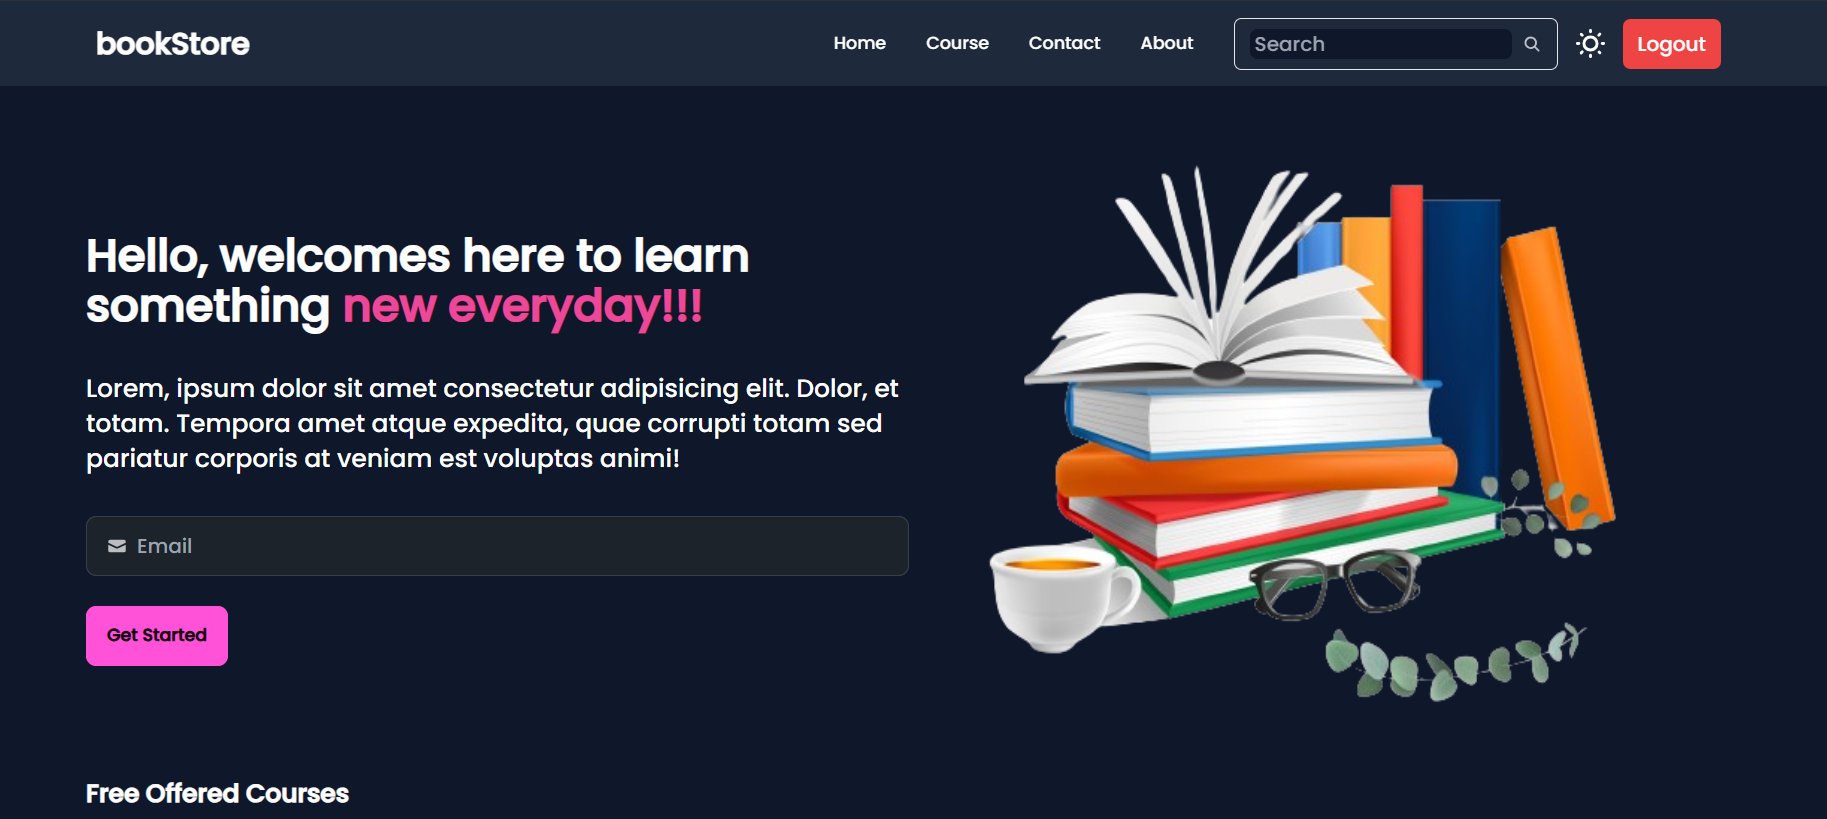 bookStore
Home
Course
Contact
About
Search
Logout
Hello, welcomes here to learn
something new everyday!!!
Lorem, ipsum dolor sit amet consectetur adipisicing elit. Dolor, et
totam. Tempora amet atque expedita, quae corrupti totam sed
pariatur corporis at veniam est voluptas animi!
Email
Get Started
Free Offered Courses